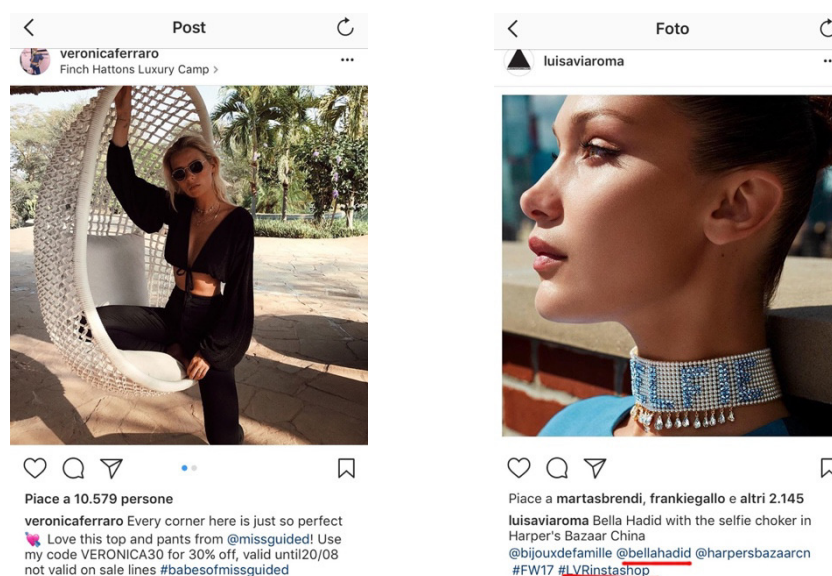 Post
veronicaferraro
Finch Hattons Luxury Camp >
Piace a 10.579 persone
veronicaferraro Every corner here is just so perfect
💘 Love this top and pants from @missguided! Use
my code VERONICA30 for 30% off, valid until20/08
not valid on sale lines #babesofmissguided
Foto
luisaviaroma
ELFIE
Piace a martasbrendi, frankiegallo e altri 2.145
luisaviaroma Bella Hadid with the selfie choker in
Harper's Bazaar China
@bijouxdefamille @bellahadid @harpersbazaarcn
#FW17 #LVRinstashop